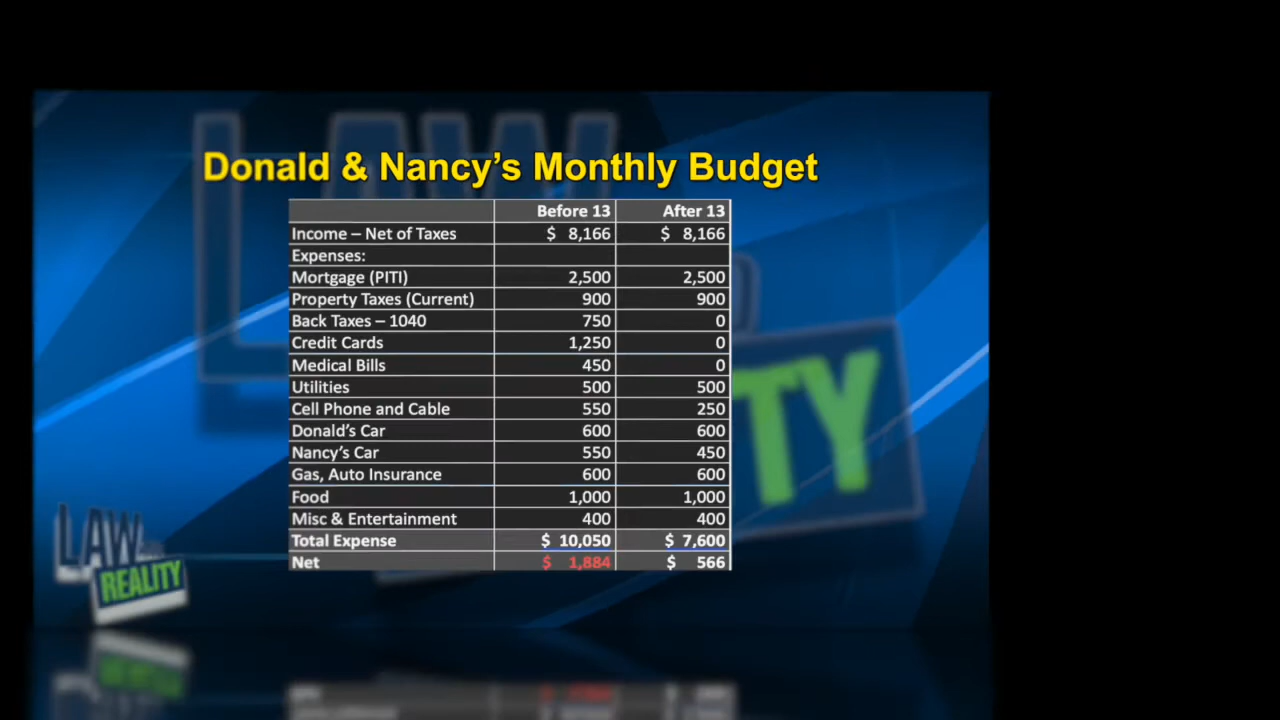 Donald & Nancy's Monthly Budget
Before 13 After 13
Income – Net of Taxes $ 8,166 $ 8,166
Expenses:
Mortgage (PITI) 2,500 2,500
Property Taxes (Current) 900 900
Back Taxes – 1040 750 0
Credit Cards 1,250 0
Medical Bills 450 0
Utilities 500 500
Cell Phone and Cable 550 250
Donald's Car 600 600
Nancy's Car 550 450
Gas, Auto Insurance 600 600
Food 1,000 1,000
Misc & Entertainment 400 400
Total Expense $ 10,050 $ 7,600
Net $ 1,884 $ 566
LAW
REALITY
LAW
TY